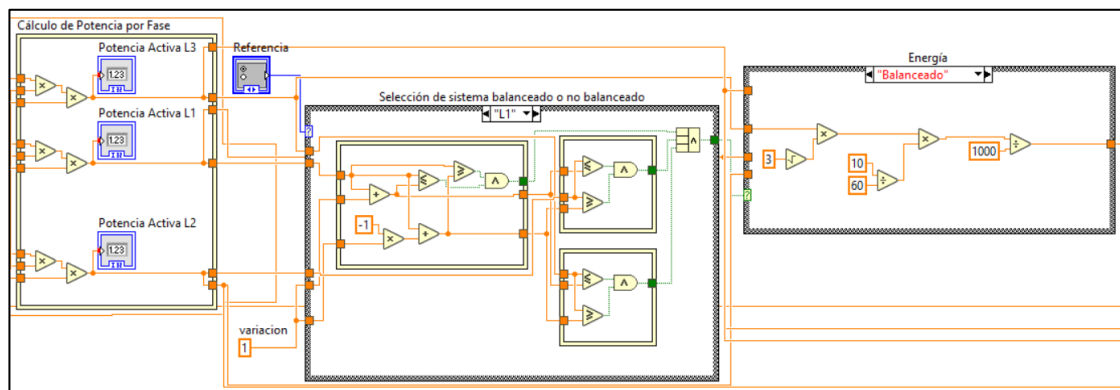 Cálculo de Potencia por Fase
Potencia Activa L3
1.23
Potencia Activa L1
1.23
Potencia Activa L2
1.23
Referencia
Selección de sistema balanceado o no balanceado
"L1"
-1
variacion
1
Energía
"Balanceado"
3
10
60
1000